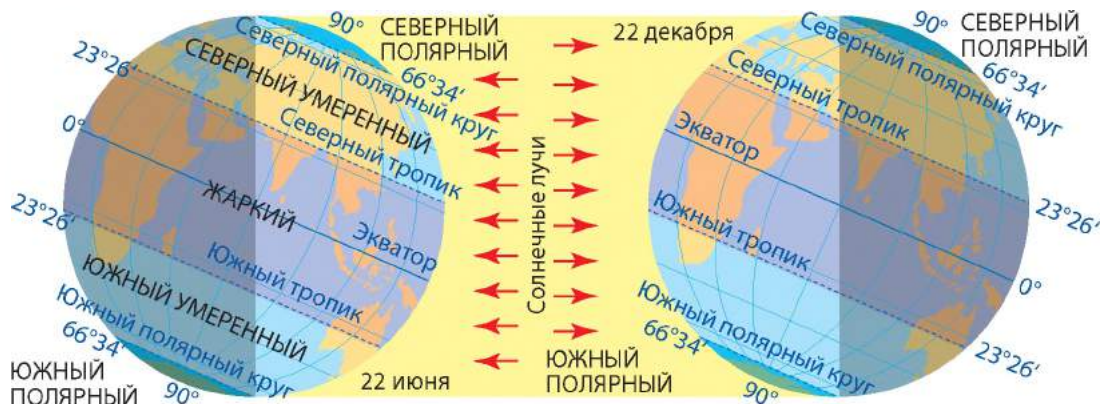 90°
СЕВЕРНЫЙ
ПОЛЯРНЫЙ
66°34'
23°26'
0°
23°26'
66°34'
90°
Северный полярный круг
СЕВЕРНЫЙ УМЕРЕННЫЙ
Северный тропик
ЖАРКИЙ
Экватор
Южный тропик
ЮЖНЫЙ УМЕРЕННЫЙ
Южный полярный круг
ЮЖНЫЙ
ПОЛЯРНЫЙ
22 июня
Солнечные лучи
22 декабря
90°
СЕВЕРНЫЙ
ПОЛЯРНЫЙ
66°34'
Северный полярный круг
Северный тропик
Экватор
Южный тропик
Южный полярный круг
23°26'
0°
23°26'
66°34'
90°
ЮЖНЫЙ
ПОЛЯРНЫЙ